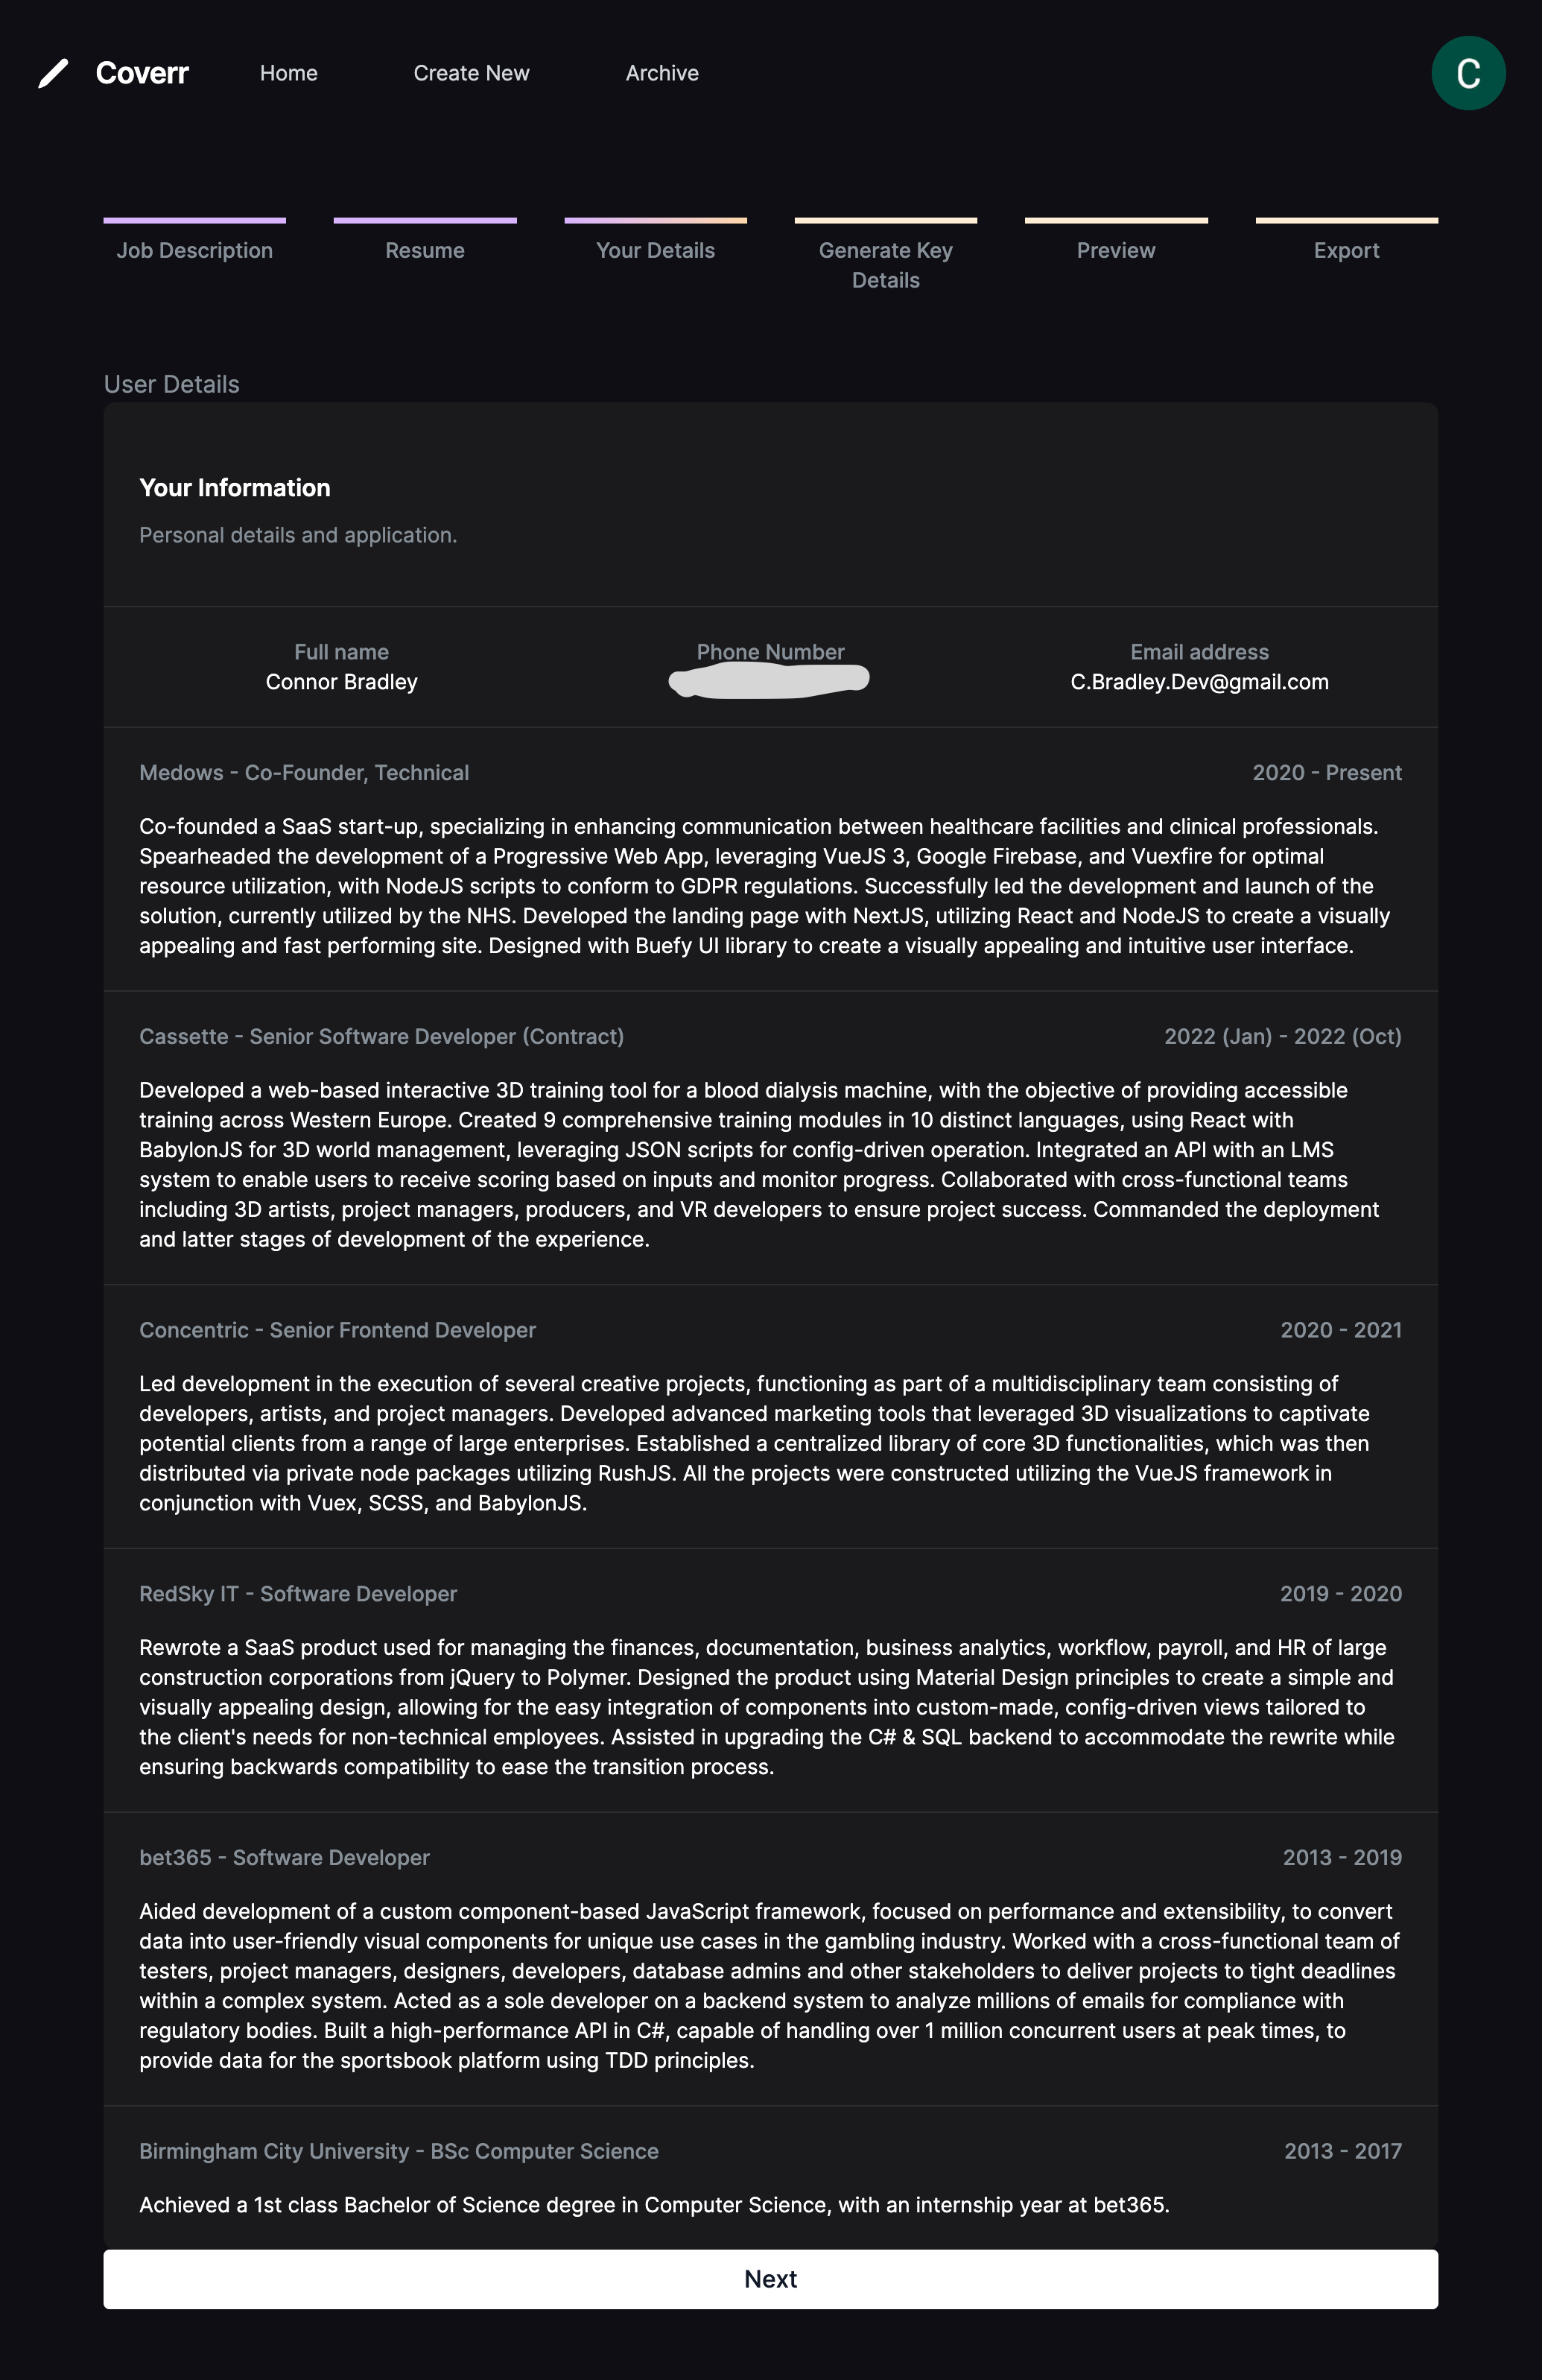 Coverr
Home
Create New
Archive
C
Job Description
Resume
Your Details
Generate Key
Details
Preview
Export
User Details
Your Information
Personal details and application.
Full name
Connor Bradley
Phone Number
Email address
C.Bradley.Dev@gmail.com
Medows - Co-Founder, Technical
2020 - Present
Co-founded a SaaS start-up, specializing in enhancing communication between healthcare facilities and clinical professionals.
Spearheaded the development of a Progressive Web App, leveraging VueJS 3, Google Firebase, and Vuexfire for optimal
resource utilization, with NodeJS scripts to conform to GDPR regulations. Successfully led the development and launch of the
solution, currently utilized by the NHS. Developed the landing page with NextJS, utilizing React and NodeJS to create a visually
appealing and fast performing site. Designed with Buefy UI library to create a visually appealing and intuitive user interface.
Cassette - Senior Software Developer (Contract)
2022 (Jan) - 2022 (Oct)
Developed a web-based interactive 3D training tool for a blood dialysis machine, with the objective of providing accessible
training across Western Europe. Created 9 comprehensive training modules in 10 distinct languages, using React with
BabylonJS for 3D world management, leveraging JSON scripts for config-driven operation. Integrated an API with an LMS
system to enable users to receive scoring based on inputs and monitor progress. Collaborated with cross-functional teams
including 3D artists, project managers, producers, and VR developers to ensure project success. Commanded the deployment
and latter stages of development of the experience.
Concentric - Senior Frontend Developer
2020 - 2021
Led development in the execution of several creative projects, functioning as part of a multidisciplinary team consisting of
developers, artists, and project managers. Developed advanced marketing tools that leveraged 3D visualizations to captivate
potential clients from a range of large enterprises. Established a centralized library of core 3D functionalities, which was then
distributed via private node packages utilizing RushJS. All the projects were constructed utilizing the VueJS framework in
conjunction with Vuex, SCSS, and BabylonJS.
RedSky IT - Software Developer
2019 - 2020
Rewrote a SaaS product used for managing the finances, documentation, business analytics, workflow, payroll, and HR of large
construction corporations from jQuery to Polymer. Designed the product using Material Design principles to create a simple and
visually appealing design, allowing for the easy integration of components into custom-made, config-driven views tailored to
the client's needs for non-technical employees. Assisted in upgrading the C# & SQL backend to accommodate the rewrite while
ensuring backwards compatibility to ease the transition process.
bet365 - Software Developer
2013 - 2019
Aided development of a custom component-based JavaScript framework, focused on performance and extensibility, to convert
data into user-friendly visual components for unique use cases in the gambling industry. Worked with a cross-functional team of
testers, project managers, designers, developers, database admins and other stakeholders to deliver projects to tight deadlines
within a complex system. Acted as a sole developer on a backend system to analyze millions of emails for compliance with
regulatory bodies. Built a high-performance API in C#, capable of handling over 1 million concurrent users at peak times, to
provide data for the sportsbook platform using TDD principles.
Birmingham City University - BSc Computer Science
2013 - 2017
Achieved a 1st class Bachelor of Science degree in Computer Science, with an internship year at bet365.
Next